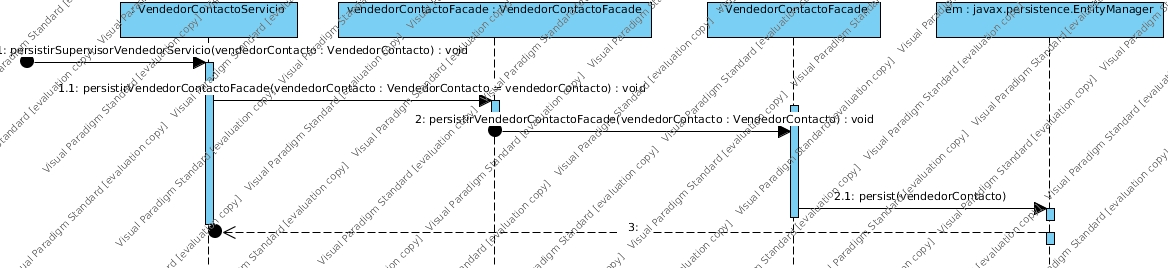 VendedorContactoServicio
vendedorContactoFacade : VendedorContactoFacade
VendedorContactoFacade
em : javax.persistence.EntityManager
1: persistirSupervisorVendedorServicio(vendedorContacto : VendedorContacto) : void
1.1: persistirVendedorContactoFacade(vendedorContacto : VendedorContacto = vendedorContacto) : void
2: persistirVendedorContactoFacade(vendedorContacto : VendedorContacto) : void
2.1: persist(vendedorContacto)
3:
Visual Paradigm Standard [evaluation copy]